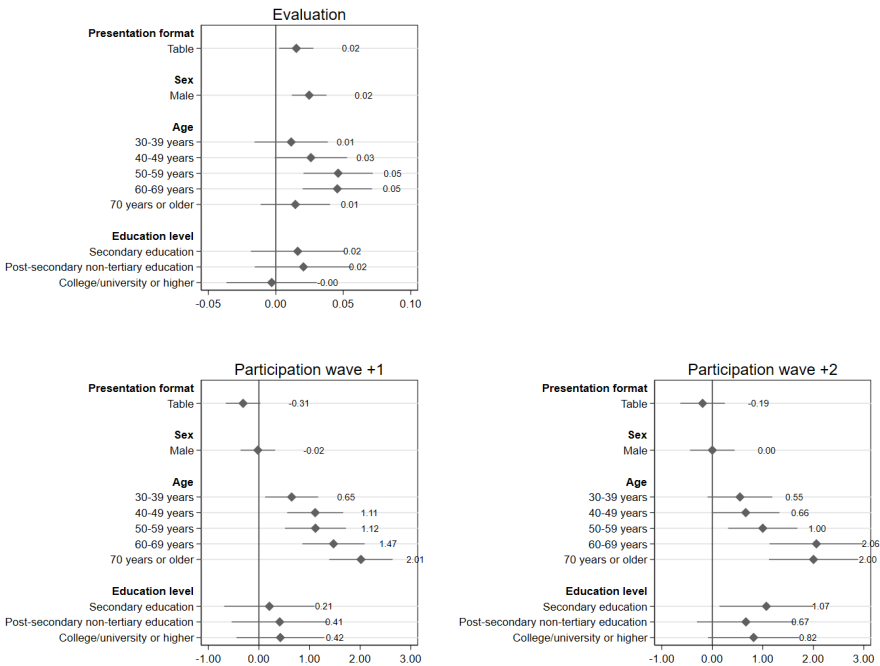 Evaluation
Presentation format
Table 0.02
Sex
Male 0.02
Age
30-39 years 0.01
40-49 years 0.03
50-59 years 0.05
60-69 years 0.05
70 years or older 0.01
Education level
Secondary education 0.02
Post-secondary non-tertiary education 0.02
College/university or higher -0.00
-0.05 0.00 0.05 0.10
Participation wave +1
Presentation format
Table -0.31
Sex
Male -0.02
Age
30-39 years 0.65
40-49 years 1.11
50-59 years 1.12
60-69 years 1.47
70 years or older 2.01
Education level
Secondary education 0.21
Post-secondary non-tertiary education 0.41
College/university or higher 0.42
-1.00 0.00 1.00 2.00 3.00
Participation wave +2
Presentation format
Table -0.19
Sex
Male 0.00
Age
30-39 years 0.55
40-49 years 0.66
50-59 years 1.00
60-69 years 2.06
70 years or older 2.00
Education level
Secondary education 1.07
Post-secondary non-tertiary education 0.67
College/university or higher 0.82
-1.00 0.00 1.00 2.00 3.00